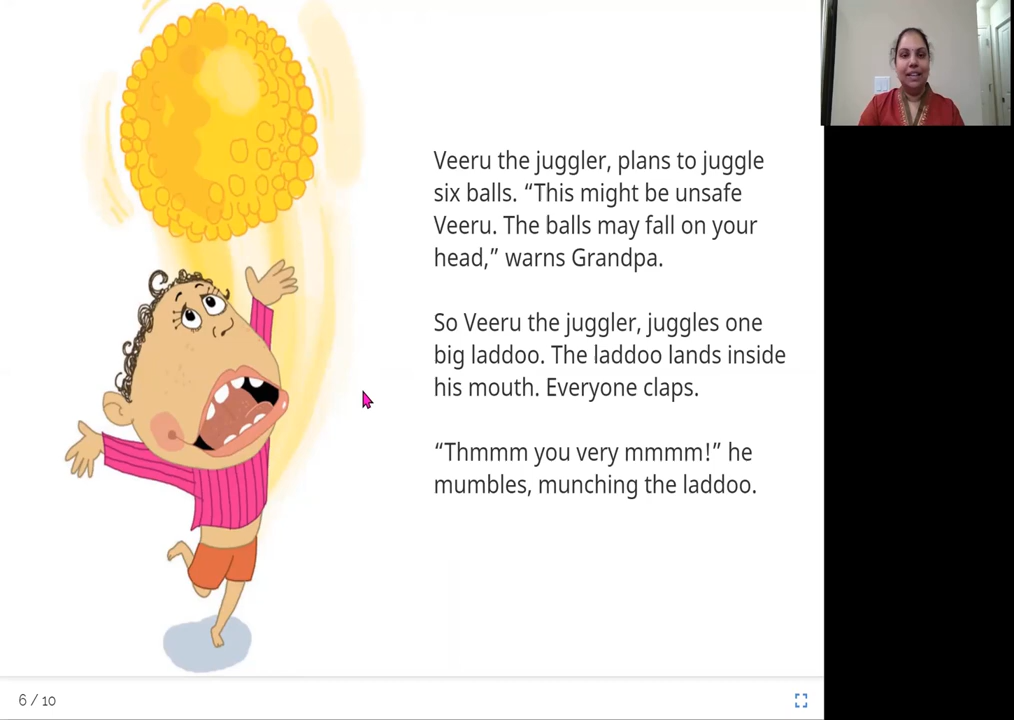 Veeru the juggler, plans to juggle
six balls. “This might be unsafe
Veeru. The balls may fall on your
head,” warns Grandpa.
So Veeru the juggler, juggles one
big laddoo. The laddoo lands inside
his mouth. Everyone claps.
“Thmmm you very mmmm!” he
mumbles, munching the laddoo.
6 / 10